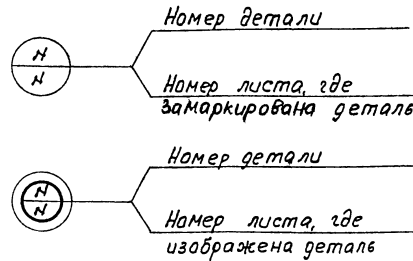 Номер детали
N
N
Номер листа, где
замаркирована деталь
Номер детали
N
N
Номер листа, где
изображена деталь